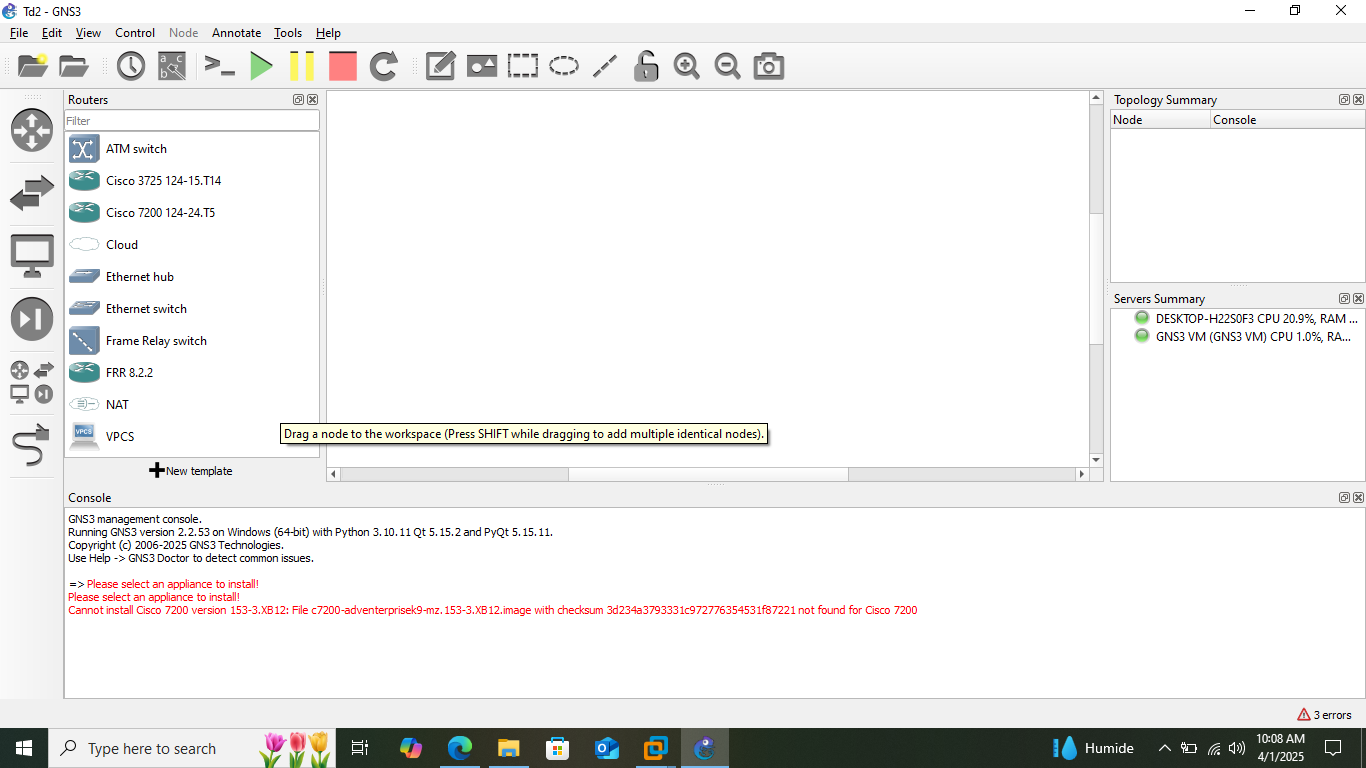 Td2 - GNS3
File Edit View Control Node Annotate Tools Help
Routers
Filter
ATM switch
Cisco 3725 124-15.T14
Cisco 7200 124-24.T5
Cloud
Ethernet hub
Ethernet switch
Frame Relay switch
FRR 8.2.2
NAT
VPCS
VPCS
New template
Drag a node to the workspace (Press SHIFT while dragging to add multiple identical nodes).
Topology Summary
Node Console
Servers Summary
DESKTOP-H22S0F3 CPU 20.9%, RAM ...
GNS3 VM (GNS3 VM) CPU 1.0%, RA...
Console
GNS3 management console.
Running GNS3 version 2.2.53 on Windows (64-bit) with Python 3.10.11 Qt 5.15.2 and PyQt 5.15.11.
Copyright (c) 2006-2025 GNS3 Technologies.
Use Help -> GNS3 Doctor to detect common issues.
=> Please select an appliance to install!
Please select an appliance to install!
Cannot install Cisco 7200 version 153-3.XB12: File c7200-adventerprisek9-mz.153-3.XB12.image with checksum 3d234a3793331c972776354531f87221 not found for Cisco 7200
3 errors
Type here to search
Humide
10:08 AM
4/1/2025